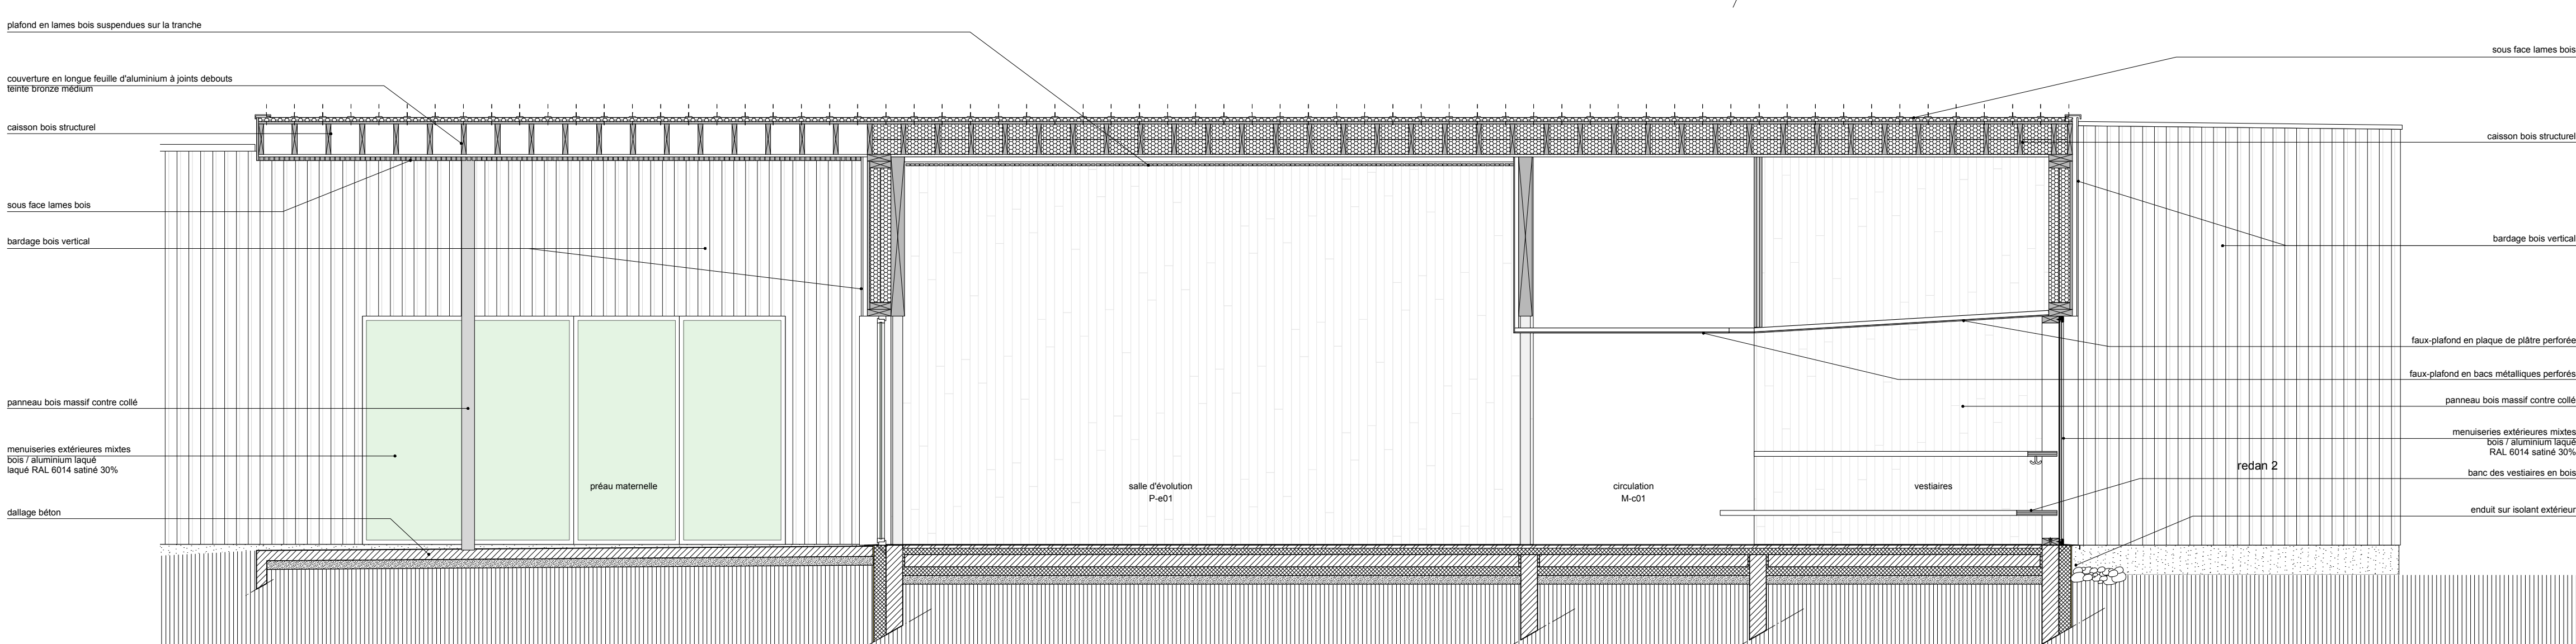 plafond en lames bois suspendues sur la tranche
couverture en longue feuille d'aluminium à joints debouts
teinte bronze médium
caisson bois structurel
sous face lames bois
bardage bois vertical
panneau bois massif contre collé
menuiseries extérieures mixtes
bois / aluminium laqué
laqué RAL 6014 satiné 30%
dallage béton
préau maternelle
salle d'évolution
P-e01
circulation
M-c01
vestiaires
redan 2
sous face lames bois
caisson bois structurel
bardage bois vertical
faux-plafond en plaque de plâtre perforée
faux-plafond en bacs métalliques perforés
panneau bois massif contre collé
menuiseries extérieures mixtes
bois / aluminium laqué
RAL 6014 satiné 30%
banc des vestiaires en bois
enduit sur isolant extérieur